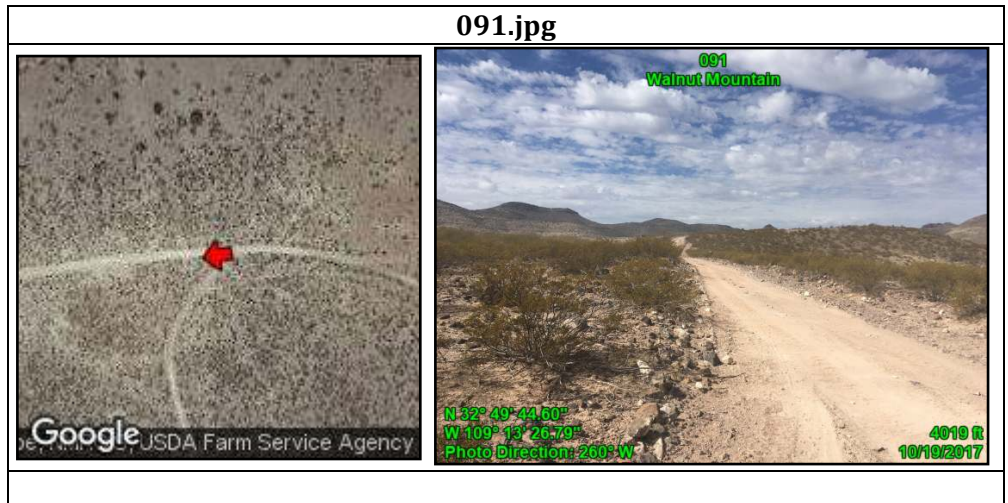 091.jpg
091
Walnut Mountain
Google
USDA Farm Service Agency
N 32° 49' 44.60"
W 109° 13' 26.79"
Photo Direction: 260° W
4019 ft
10/19/2017